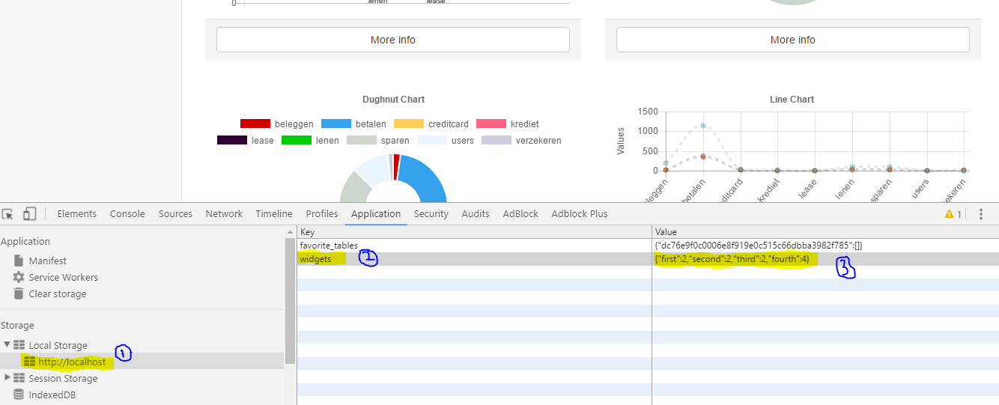 0
lenen lease
More info More info
Dughnut Chart
beleggen betalen creditcard krediet
lease lenen sparen users verzekeren
Line Chart
1500
1000
500
0
Values
eleggen betalen ditcard krediet lease lenen sparen users ekeren
Elements Console Sources Network Timeline Profiles Application Security Audits AdBlock Adblock Plus 1
Application
Manifest
Service Workers
Clear storage
Storage
Local Storage
http://localhost 1
Session Storage
IndexedDB
Key Value
favorite_tables {"dc76e9f0c0006e8f919e0c515c66dbba3982f785":[]}
widgets 2 {"first":2,"second":2,"third":2,"fourth":4} 3